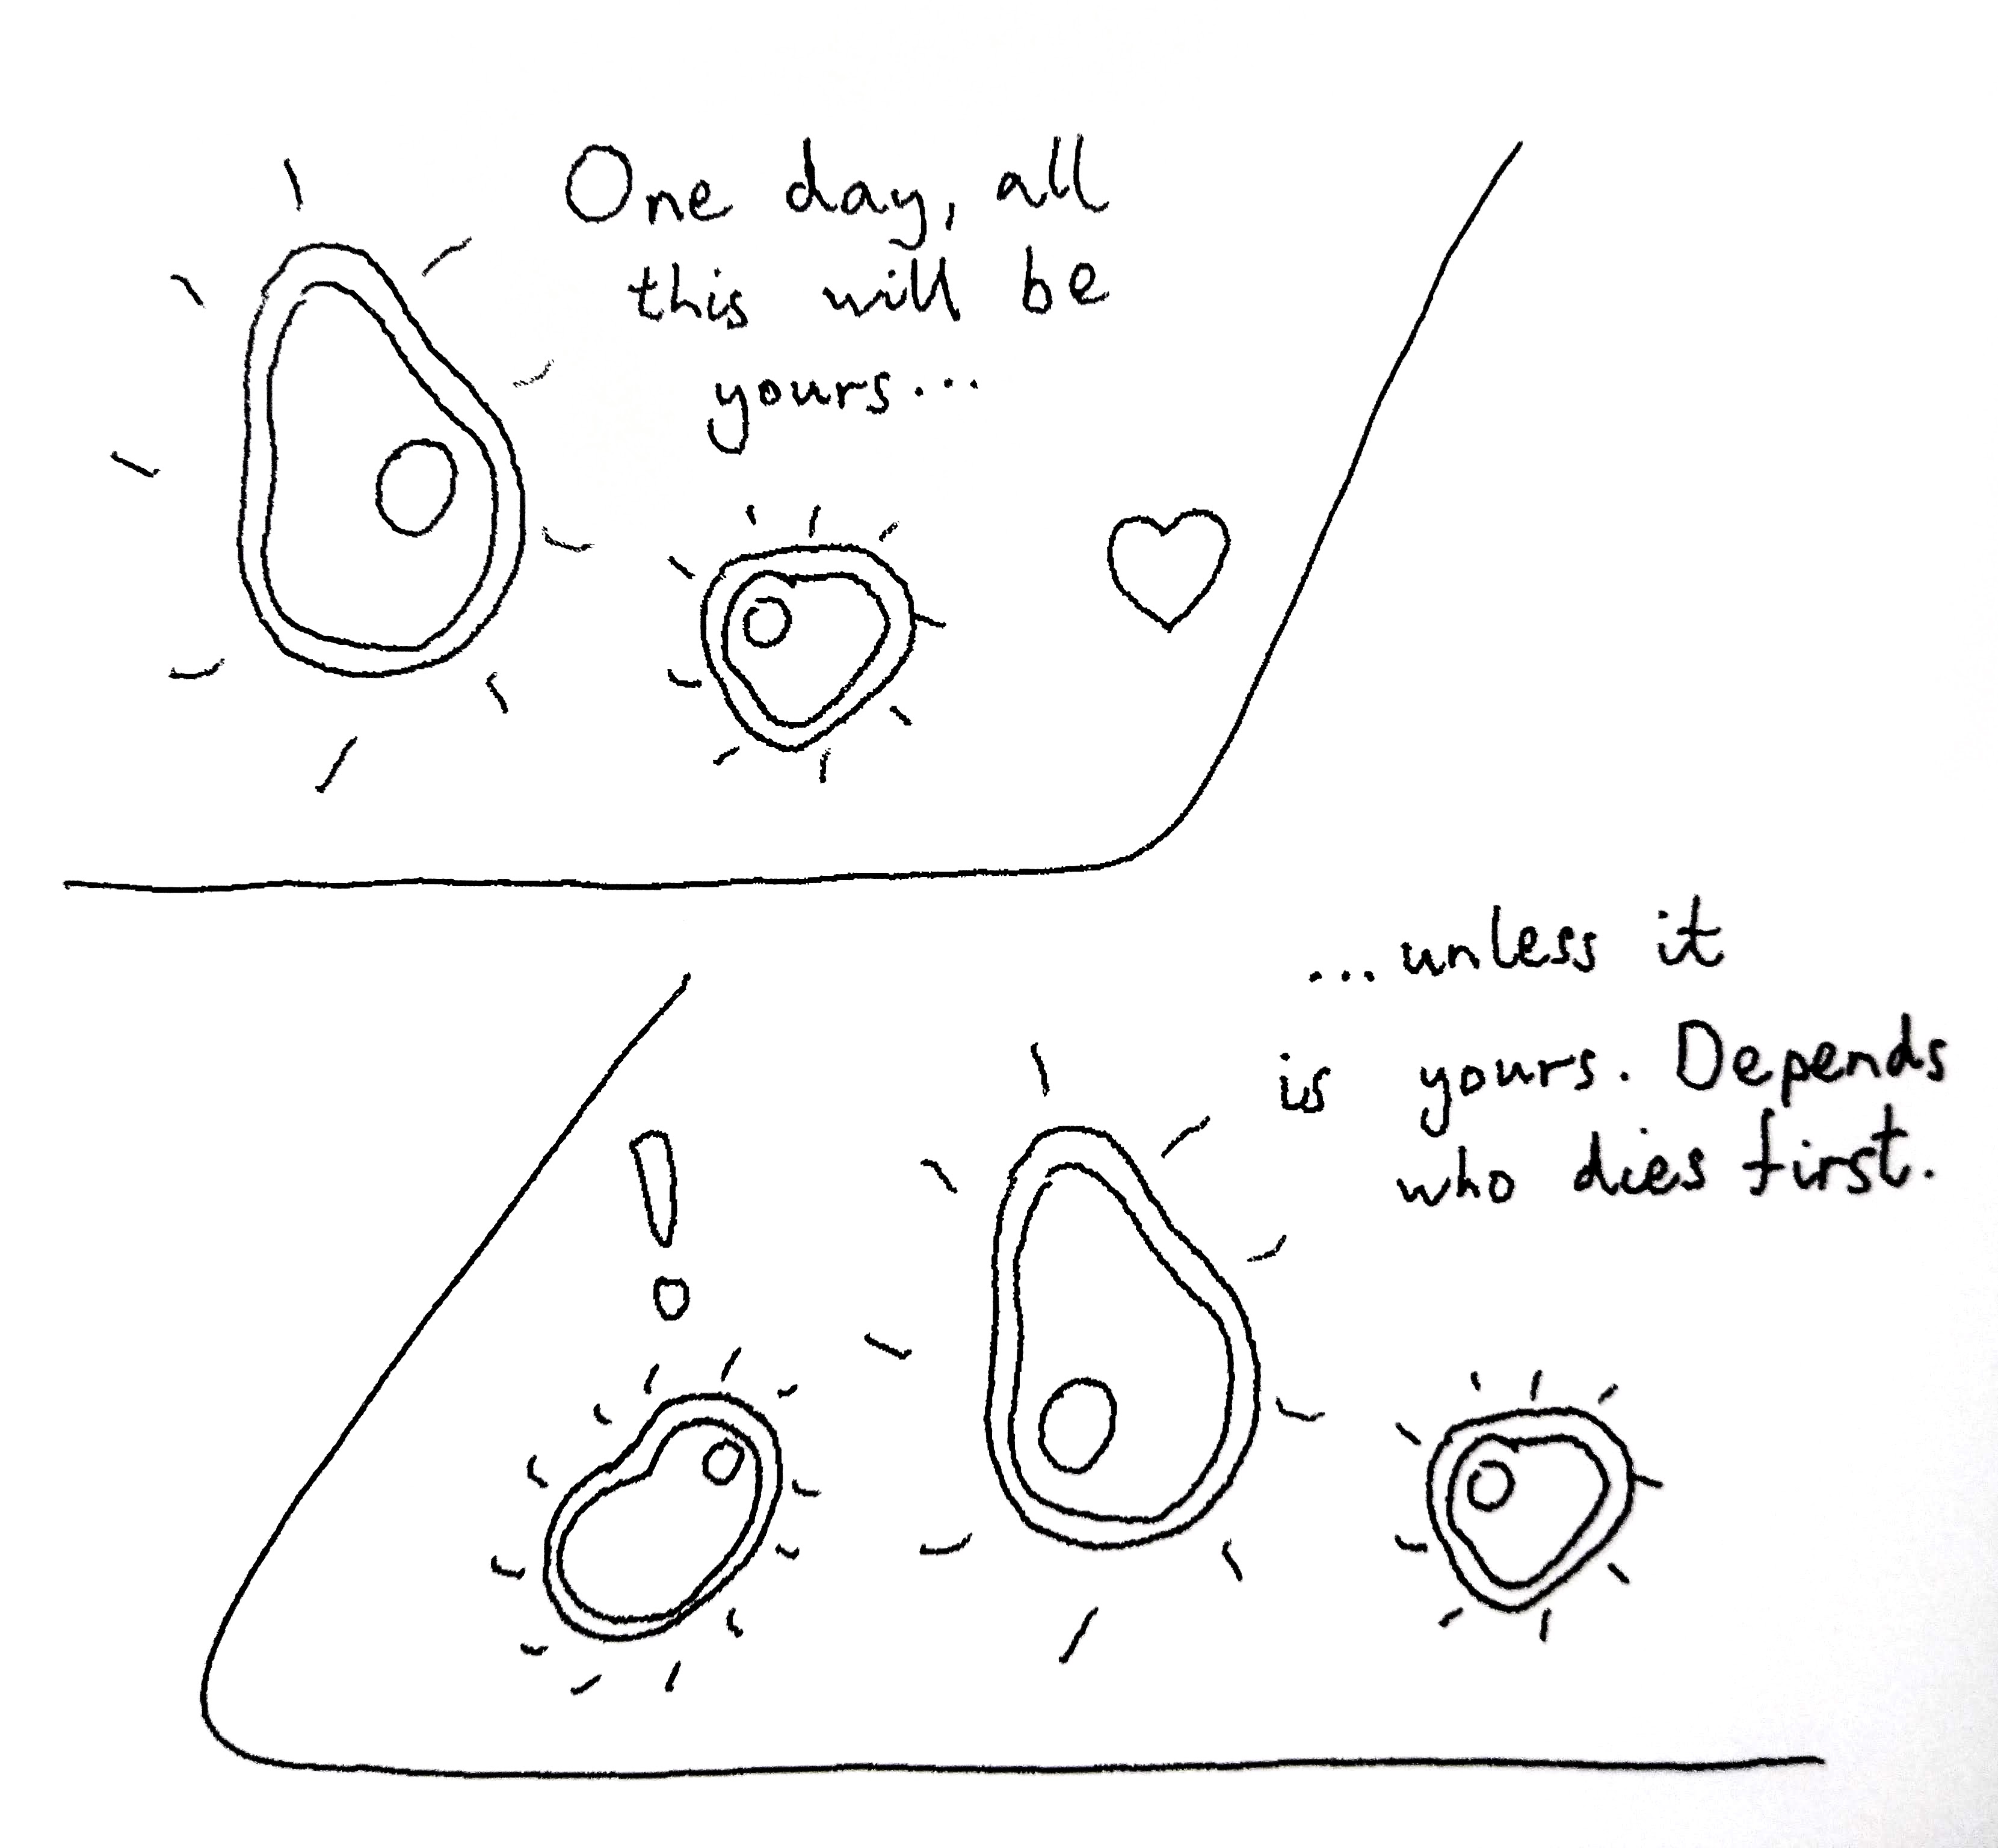 One day, all
this will be
yours...
...unless it
is yours. Depends
who dies first.